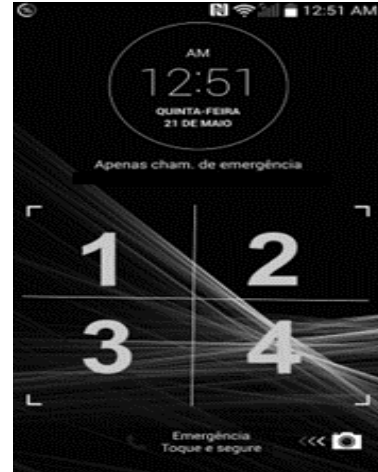 12:51 AM
AM
12:51
QUINTA-FEIRA
21 DE MAIO
Apenas cham. de emergência
1 2
3 4
Emergência
Toque e segure